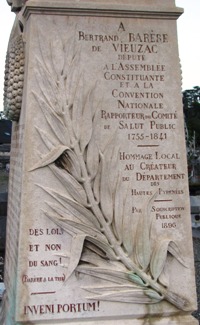 A
BERTRAND BARÈRE
DE VIEUZAC
DÉPUTÉ
A L'ASSEMBLÉE
CONSTITUANTE
ET A LA
CONVENTION
NATIONALE
RAPPORTEUR DU COMITÉ
DE SALUT PUBLIC
1755-1841
HOMMAGE LOCAL
AU CRÉATEUR
DU DÉPARTEMENT
DES
HAUTES PYRÉNÉES
PAR SOUSCRIPTION
PUBLIQUE
1896
DES LOIS
ET NON
DU SANG!
INVENI PORTUM!